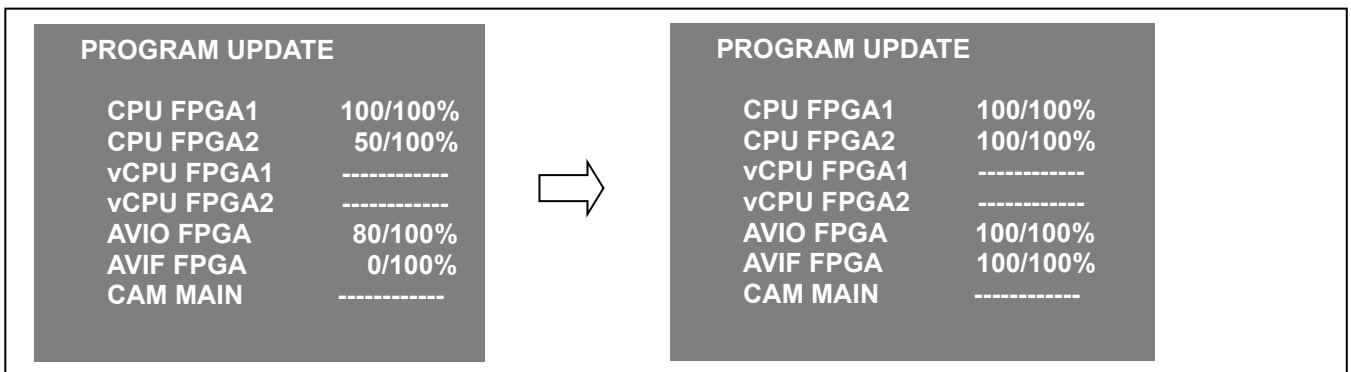 PROGRAM UPDATE
CPU FPGA1 100/100%
CPU FPGA2 50/100%
vCPU FPGA1 ------------
vCPU FPGA2 ------------
AVIO FPGA 80/100%
AVIF FPGA 0/100%
CAM MAIN ------------
PROGRAM UPDATE
CPU FPGA1 100/100%
CPU FPGA2 100/100%
vCPU FPGA1 ------------
vCPU FPGA2 ------------
AVIO FPGA 100/100%
AVIF FPGA 100/100%
CAM MAIN ------------